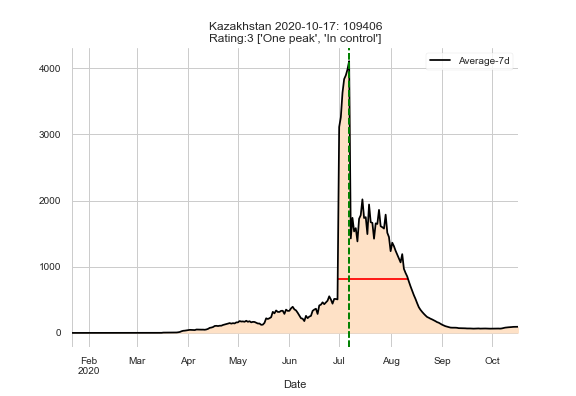 Kazakhstan 2020-10-17: 109406
Rating:3 ['One peak', 'In control']
Average-7d
4000
3000
2000
1000
0
Feb Mar Apr May Jun Jul Aug Sep Oct
2020
Date